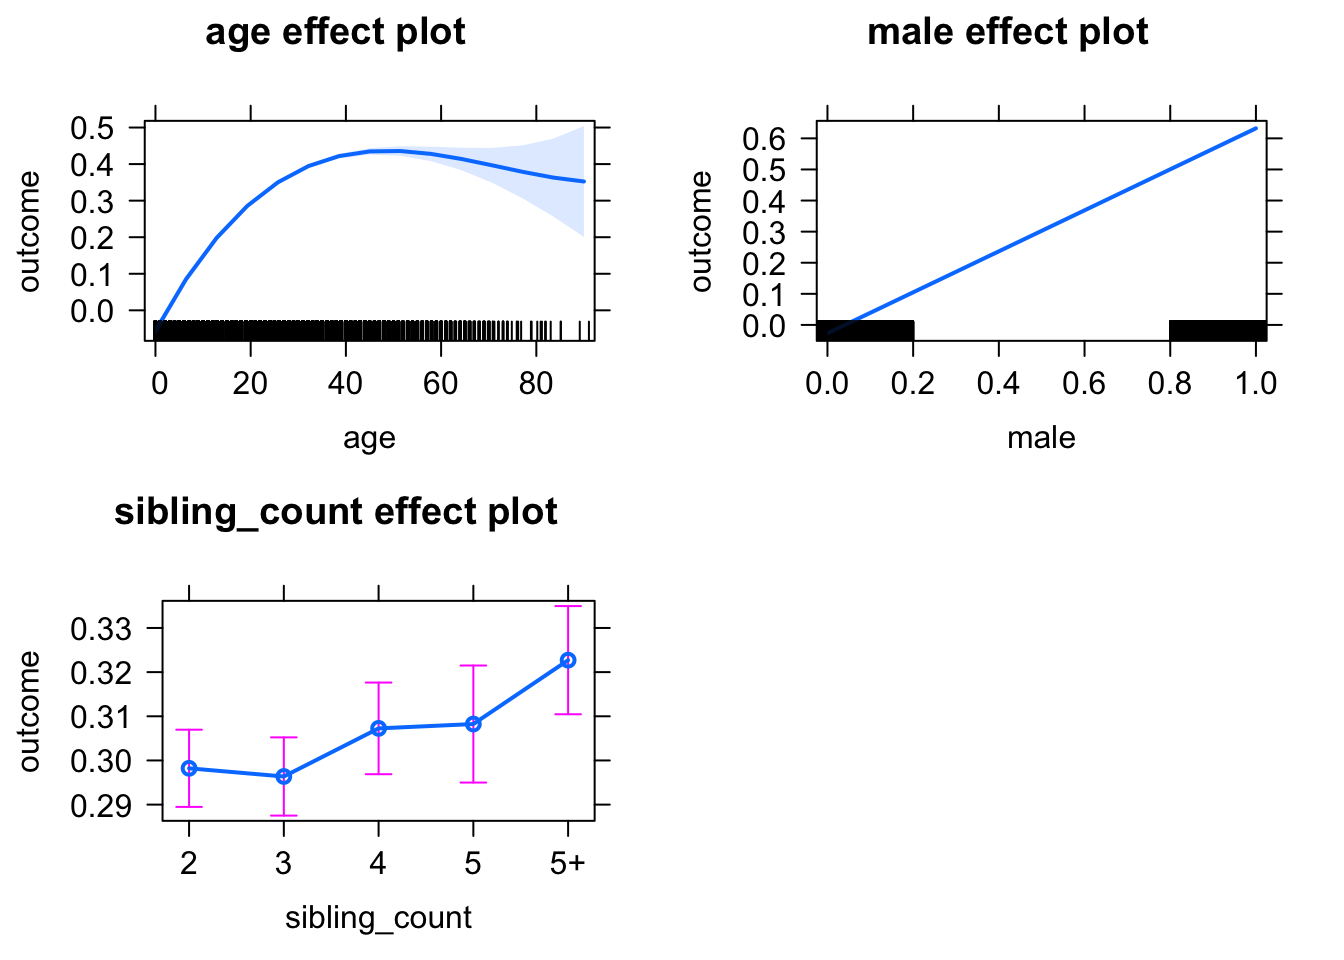 age effect plot
outcome
0.5
0.4
0.3
0.2
0.1
0.0
0 20 40 60 80
age
male effect plot
outcome
0.6
0.5
0.4
0.3
0.2
0.1
0.0
0.0 0.2 0.4 0.6 0.8 1.0
male
sibling_count effect plot
outcome
0.33
0.32
0.31
0.30
0.29
2 3 4 5 5+
sibling_count